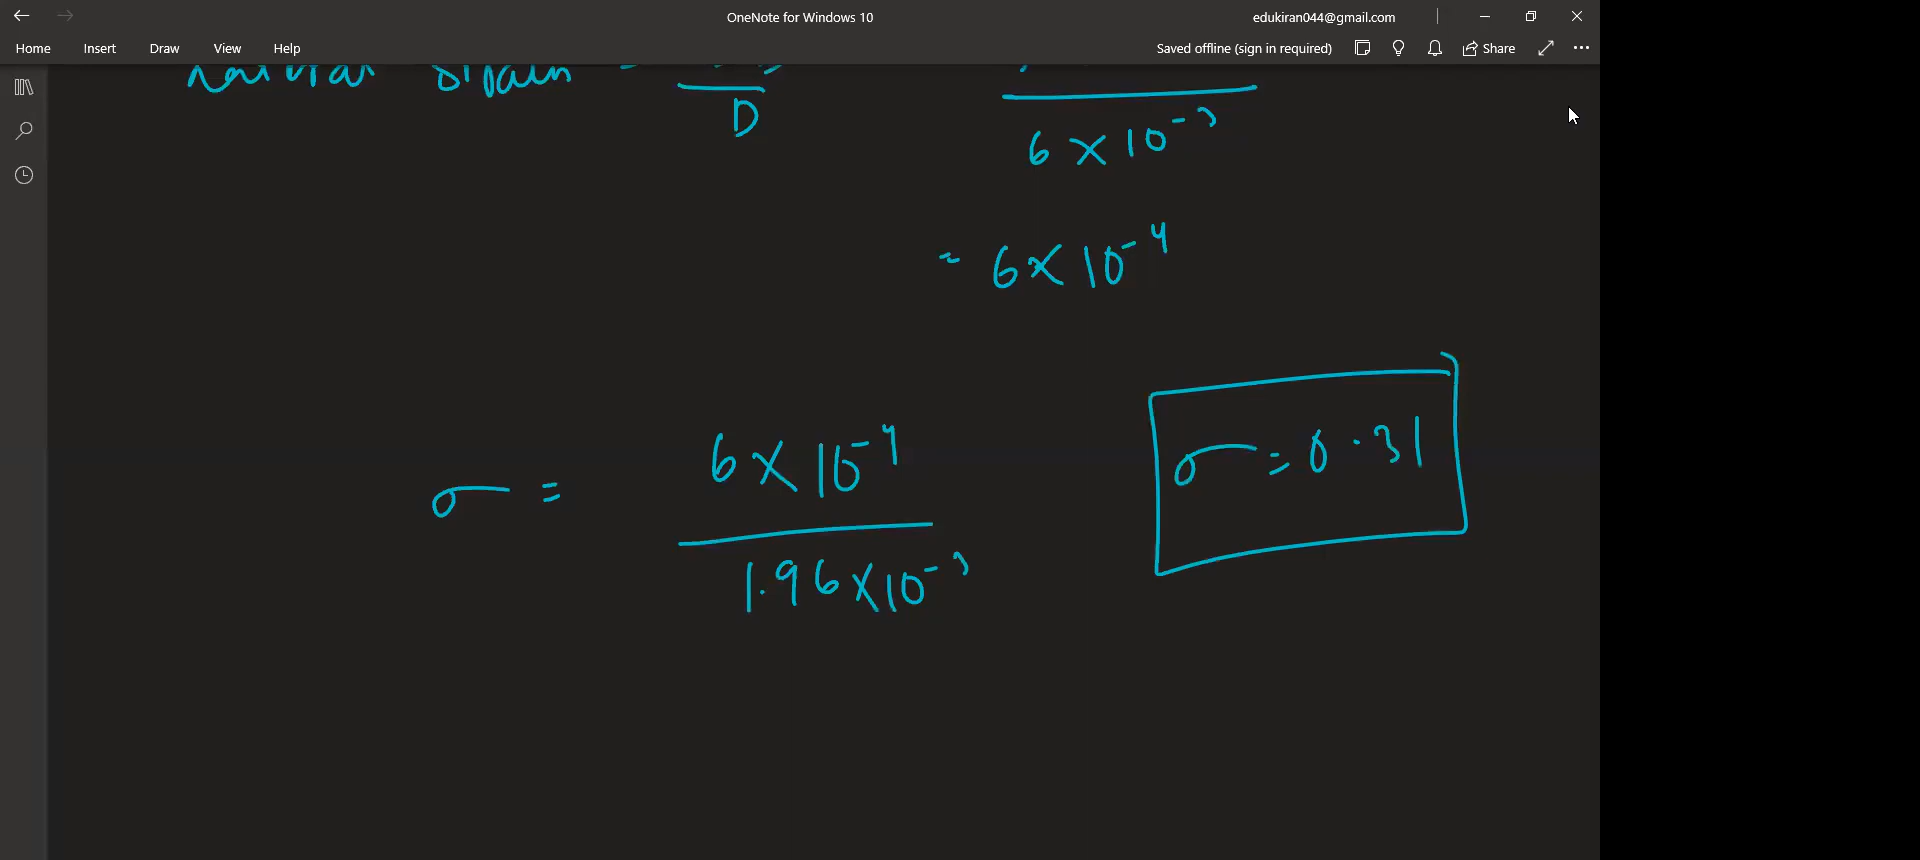 OneNote for Windows 10
edukiran044@gmail.com
Home Insert Draw View Help
Saved offline (sign in required) Share
strain =
D
6 × 10⁻³
= 6 × 10⁻⁴
σ = 6 × 10⁻⁴
1.96 × 10⁻³
σ = 0.31